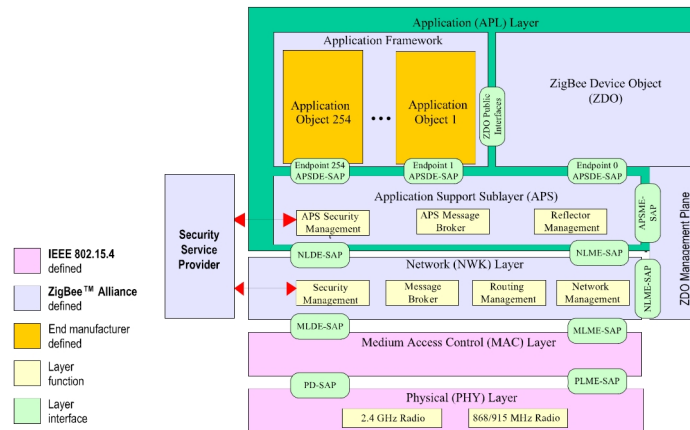 Application (APL) Layer
Application Framework
Application
Object 254
...
Application
Object 1
ZDO Public
Interfaces
ZigBee Device Object
(ZDO)
Endpoint 254
APSDE-SAP
Endpoint 1
APSDE-SAP
Endpoint 0
APSDE-SAP
Application Support Sublayer (APS)
APS Security
Management
APS Message
Broker
Reflector
Management
APSME-
SAP
Security
Service
Provider
NLDE-SAP
NLME-SAP
Network (NWK) Layer
Security
Management
Message
Broker
Routing
Management
Network
Management
NLME-SAP
ZDO Management Plane
MLDE-SAP
MLME-SAP
Medium Access Control (MAC) Layer
PD-SAP
PLME-SAP
Physical (PHY) Layer
2.4 GHz Radio
868/915 MHz Radio
IEEE 802.15.4
defined
ZigBee™ Alliance
defined
End manufacturer
defined
Layer
function
Layer
interface